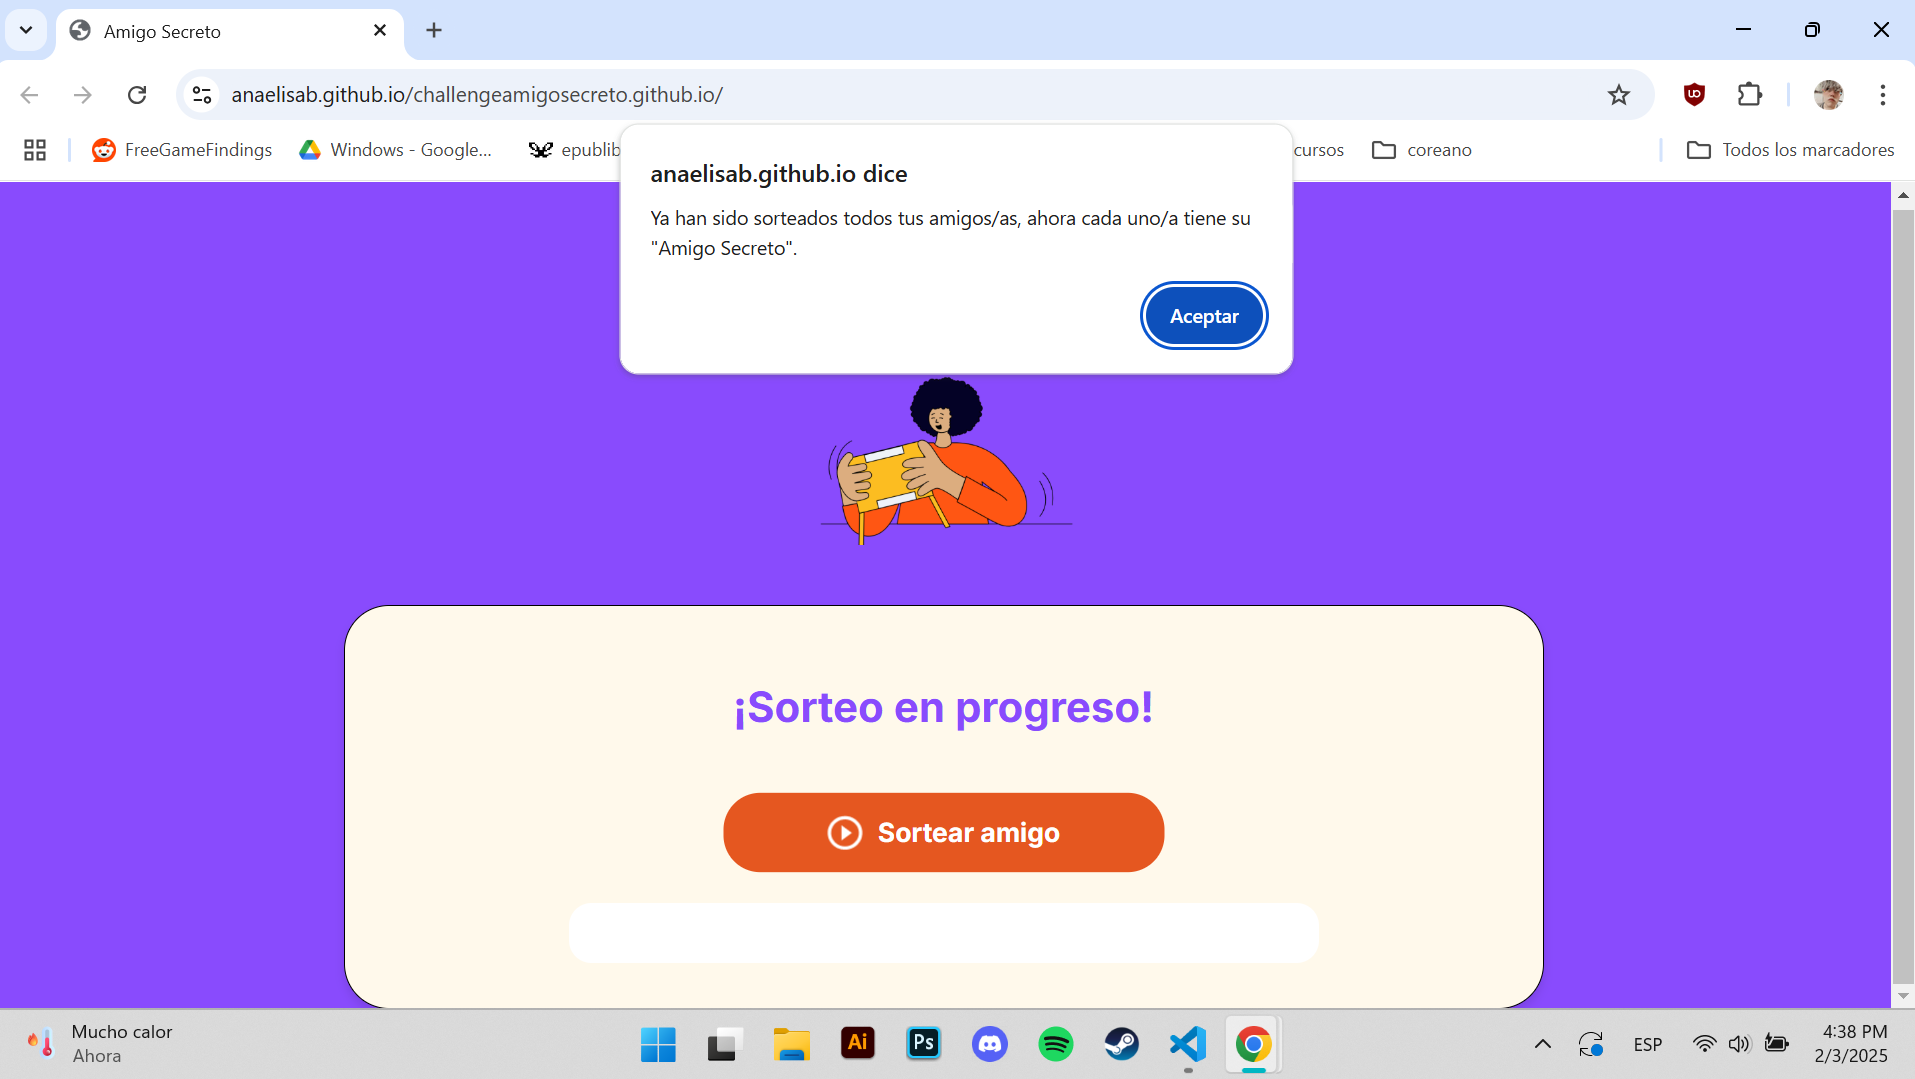 Amigo Secreto
anaelisab.github.io/challengeamigosecreto.github.io/
FreeGameFindings
Windows - Google...
epublib
cursos
coreano
Todos los marcadores
anaelisab.github.io dice
Ya han sido sorteados todos tus amigos/as, ahora cada uno/a tiene su
"Amigo Secreto".
Aceptar
¡Sorteo en progreso!
Sortear amigo
Mucho calor
Ahora
Ai
Ps
ESP
4:38 PM
2/3/2025